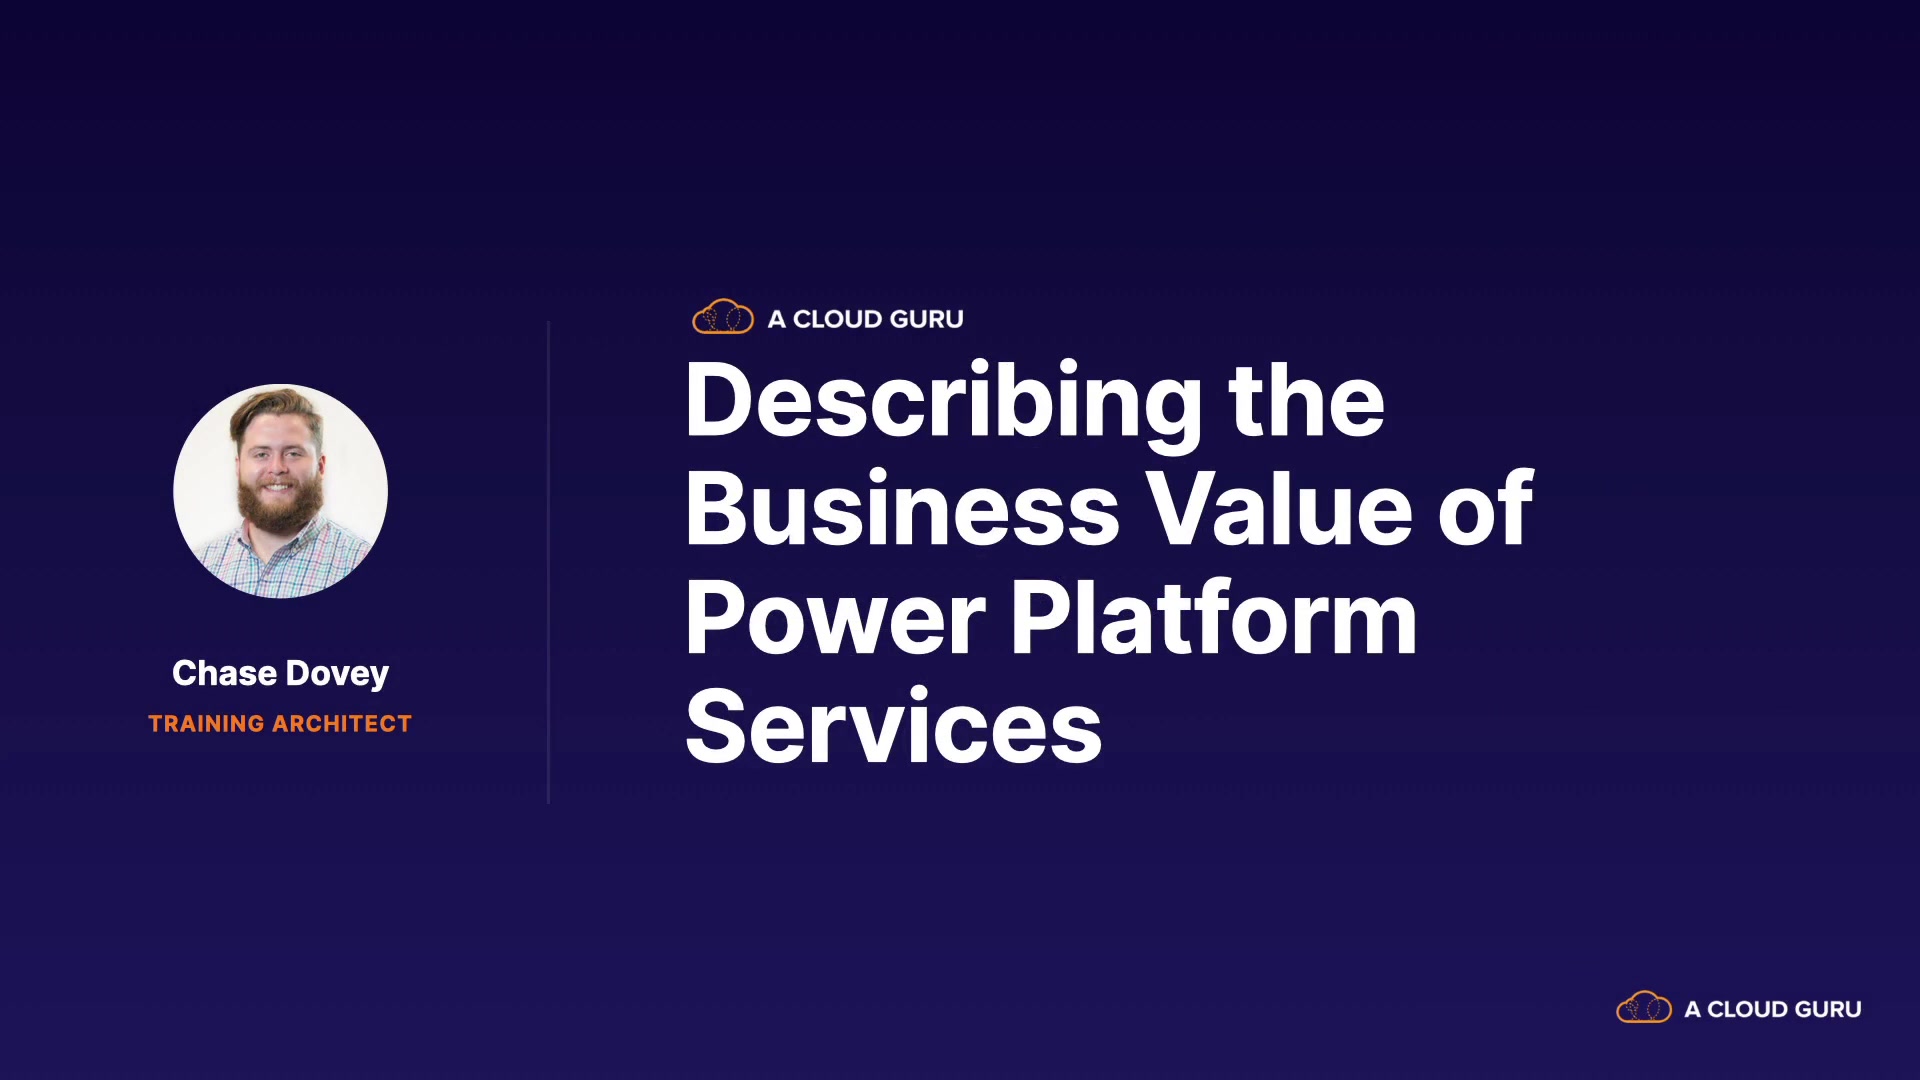 A CLOUD GURU
Describing the
Business Value of
Power Platform
Services
Chase Dovey
TRAINING ARCHITECT
A CLOUD GURU